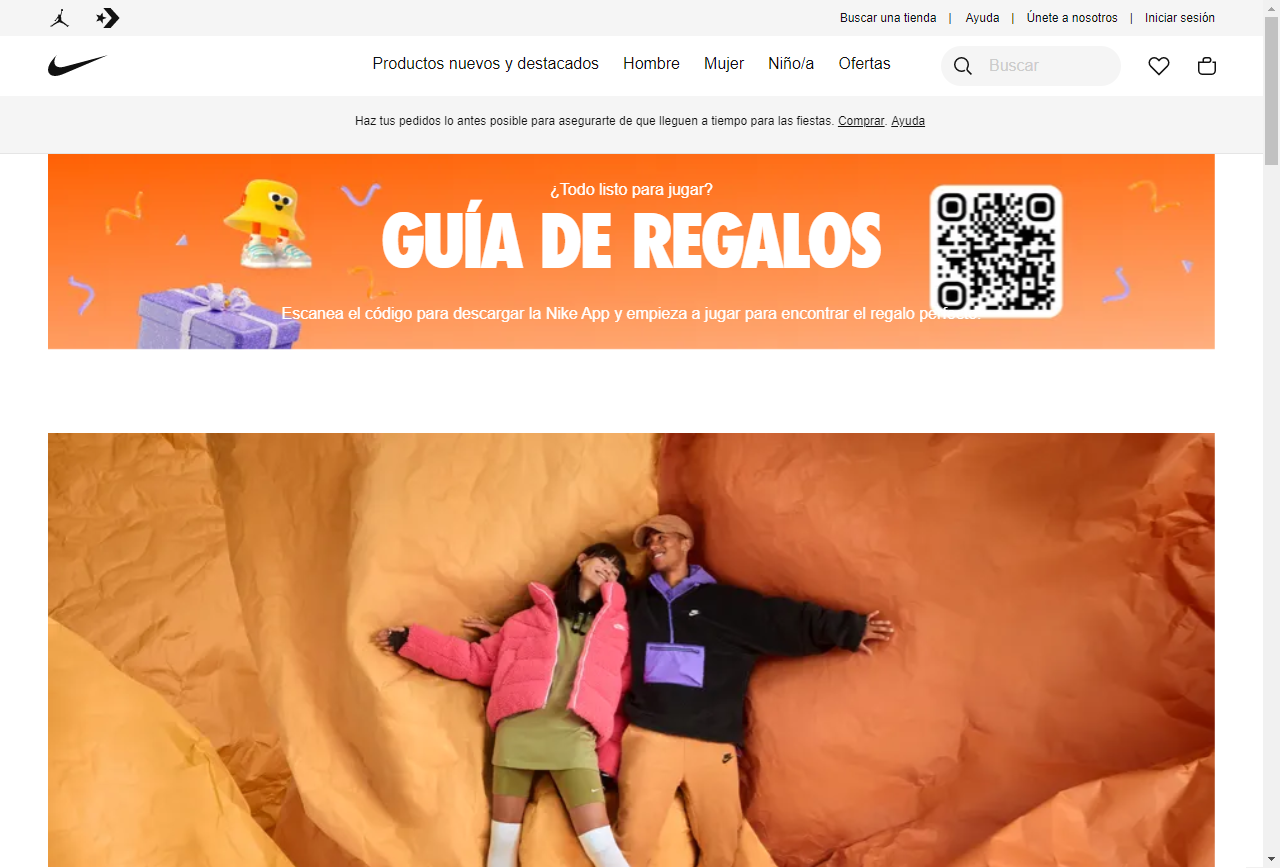 Buscar una tienda | Ayuda | Únete a nosotros | Iniciar sesión
Productos nuevos y destacados Hombre Mujer Niño/a Ofertas Buscar
Haz tus pedidos lo antes posible para asegurarte de que lleguen a tiempo para las fiestas. Comprar. Ayuda
¿Todo listo para jugar?
GUÍA DE REGALOS
Escanea el código para descargar la Nike App y empieza a jugar para encontrar el regalo perfecto.